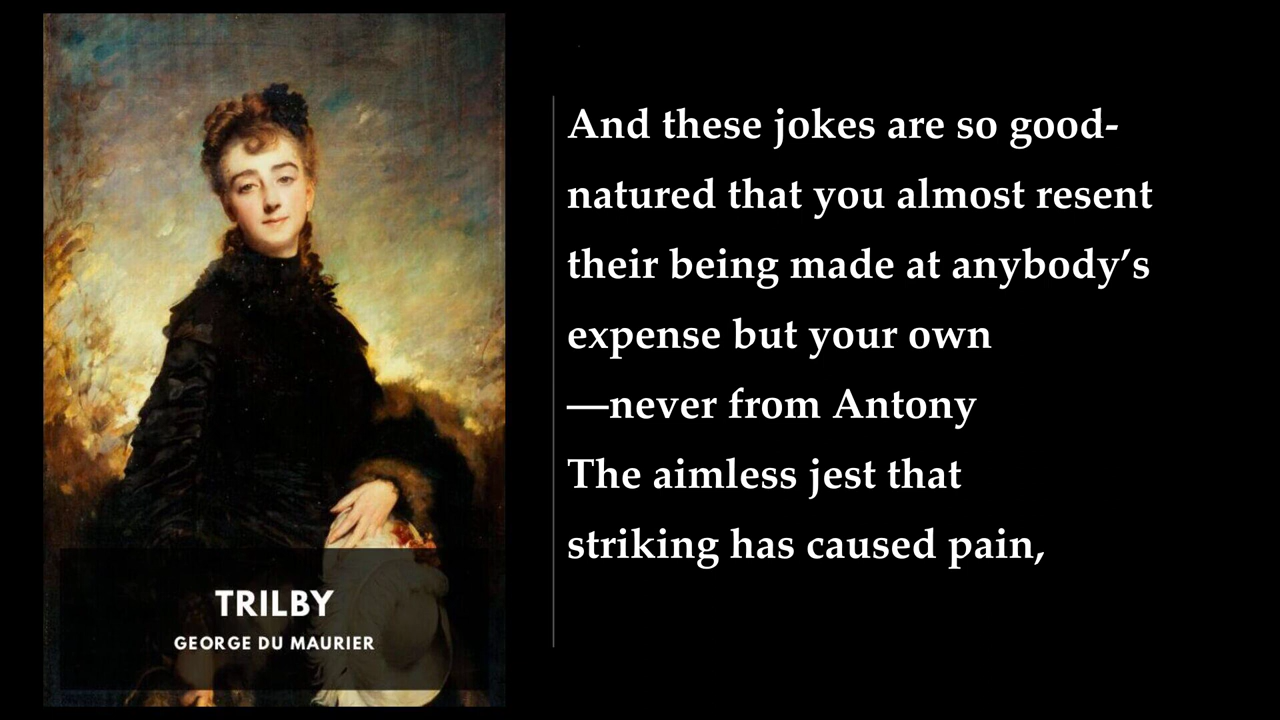 And these jokes are so good-
natured that you almost resent
their being made at anybody’s
expense but your own
—never from Antony
The aimless jest that
striking has caused pain,
TRILBY
GEORGE DU MAURIER